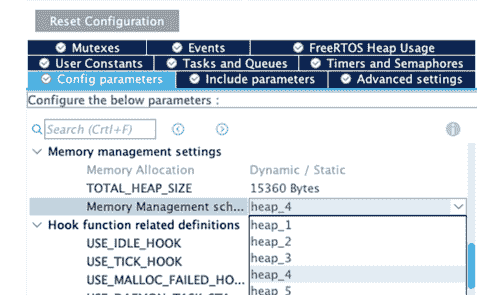 Reset Configuration
Mutexes Events FreeRTOS Heap Usage
User Constants Tasks and Queues Timers and Semaphores
Config parameters Include parameters Advanced settings
Configure the below parameters :
Search (Crtl+F)
Memory management settings
Memory Allocation Dynamic / Static
TOTAL_HEAP_SIZE 15360 Bytes
Memory Management sch... heap_4
Hook function related definitions heap_1
USE_IDLE_HOOK heap_2
USE_TICK_HOOK heap_3
USE_MALLOC_FAILED_HO... heap_4
heap_5